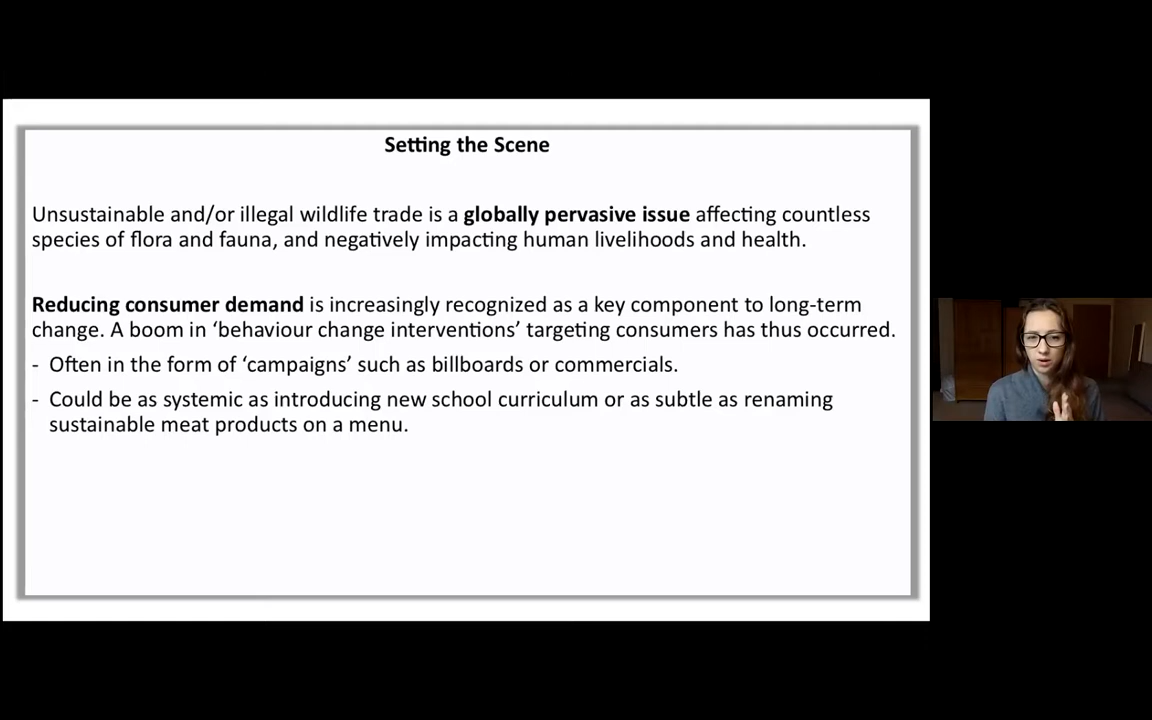 Setting the Scene
Unsustainable and/or illegal wildlife trade is a globally pervasive issue affecting countless
species of flora and fauna, and negatively impacting human livelihoods and health.
Reducing consumer demand is increasingly recognized as a key component to long-term
change. A boom in ‘behaviour change interventions’ targeting consumers has thus occurred.
- Often in the form of ‘campaigns’ such as billboards or commercials.
- Could be as systemic as introducing new school curriculum or as subtle as renaming
sustainable meat products on a menu.